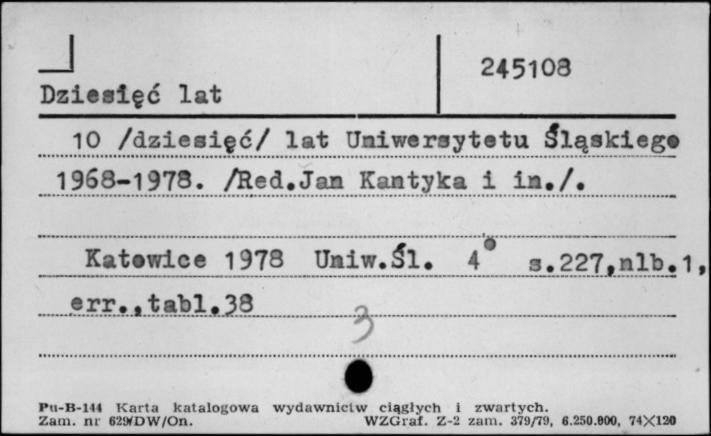 245108
Dziesięć lat
10 /dziesięć/ lat Uniwersytetu Śląskiego
1968-1978. /Red.Jan Kantyka i in./.
Katowice 1978 Uniw.Śl. 4° s.227,nlb.1,
err.,tabl.38
3
Pu-B-144 Karta katalogowa wydawnictw ciągłych i zwartych.
Zam. nr 629/DW/On. WZGraf. Z-2 zam. 379/79, 6.250.000, 74X120